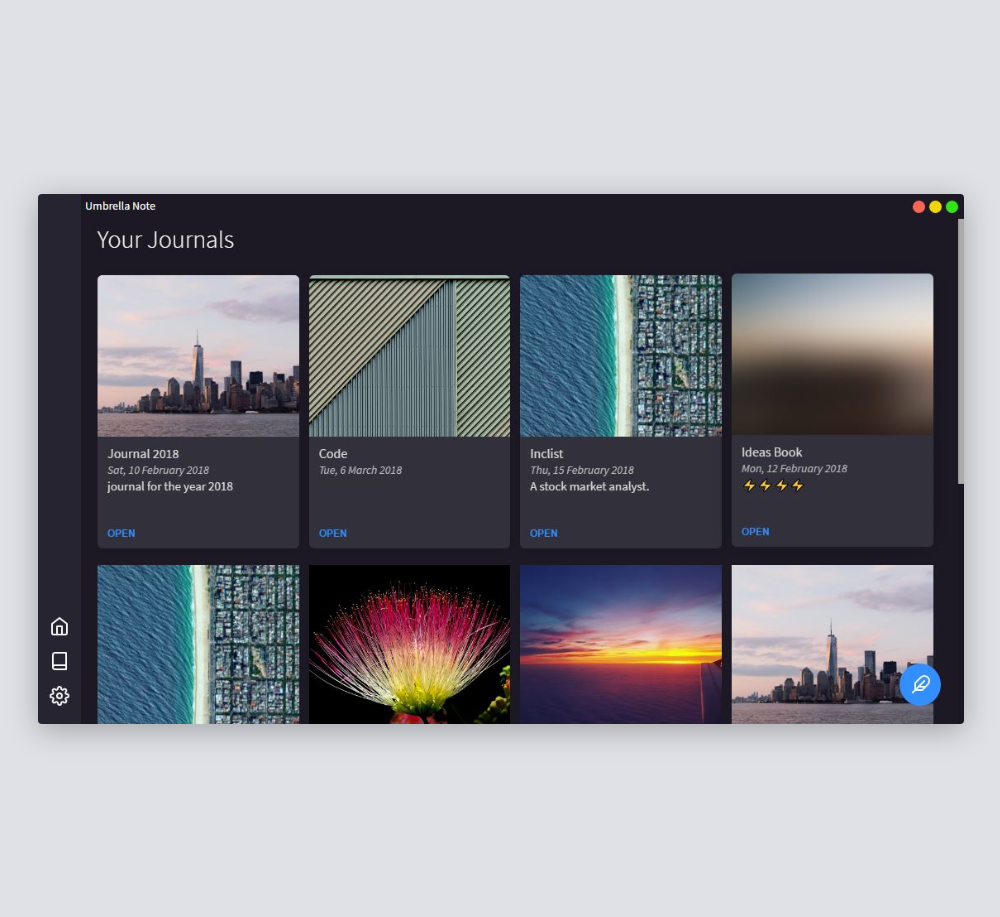 Umbrella Note
Your Journals
Journal 2018
Sat, 10 February 2018
journal for the year 2018
OPEN
Code
Tue, 6 March 2018
OPEN
Inclist
Thu, 15 February 2018
A stock market analyst.
OPEN
Ideas Book
Mon, 12 February 2018
⚡⚡⚡⚡
OPEN